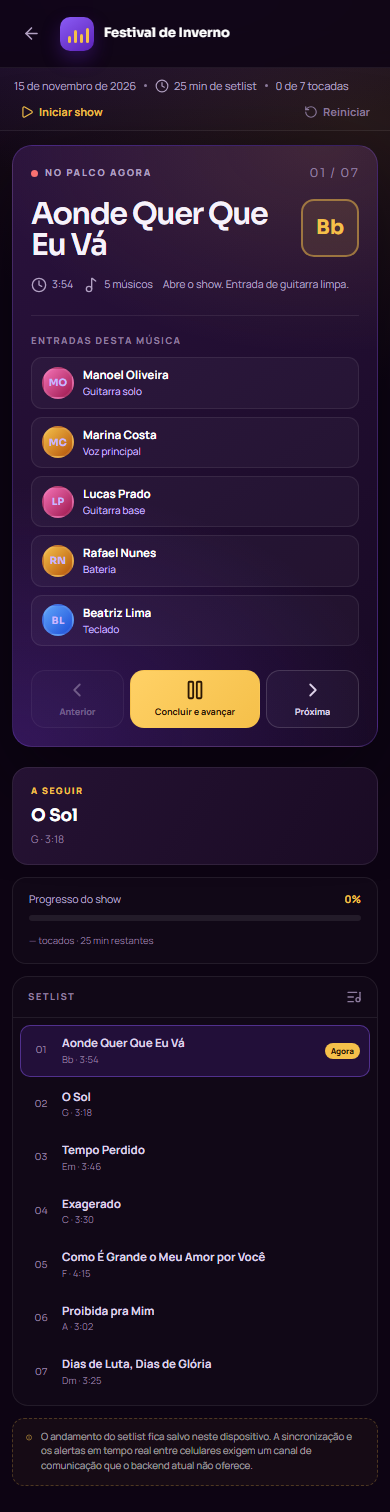 Festival de Inverno
15 de novembro de 2026 • 25 min de setlist • 0 de 7 tocadas
Iniciar show
Reiniciar
NO PALCO AGORA
01 / 07
Aonde Quer Que
Eu Vá
Bb
3:54 5 músicos Abre o show. Entrada de guitarra limpa.
ENTRADAS DESTA MÚSICA
MO
Manoel Oliveira
Guitarra solo
MC
Marina Costa
Voz principal
LP
Lucas Prado
Guitarra base
RN
Rafael Nunes
Bateria
BL
Beatriz Lima
Teclado
Anterior
Concluir e avançar
Próxima
A SEGUIR
O Sol
G · 3:18
Progresso do show
0%
— tocados · 25 min restantes
SETLIST
01
Aonde Quer Que Eu Vá
Bb · 3:54
Agora
02
O Sol
G · 3:18
03
Tempo Perdido
Em · 3:46
04
Exagerado
C · 3:30
05
Como É Grande o Meu Amor por Você
F · 4:15
06
Proibida pra Mim
A · 3:02
07
Dias de Luta, Dias de Glória
Dm · 3:25
O andamento do setlist fica salvo neste dispositivo. A sincronização e
os alertas em tempo real entre celulares exigem um canal de
comunicação que o backend atual não oferece.